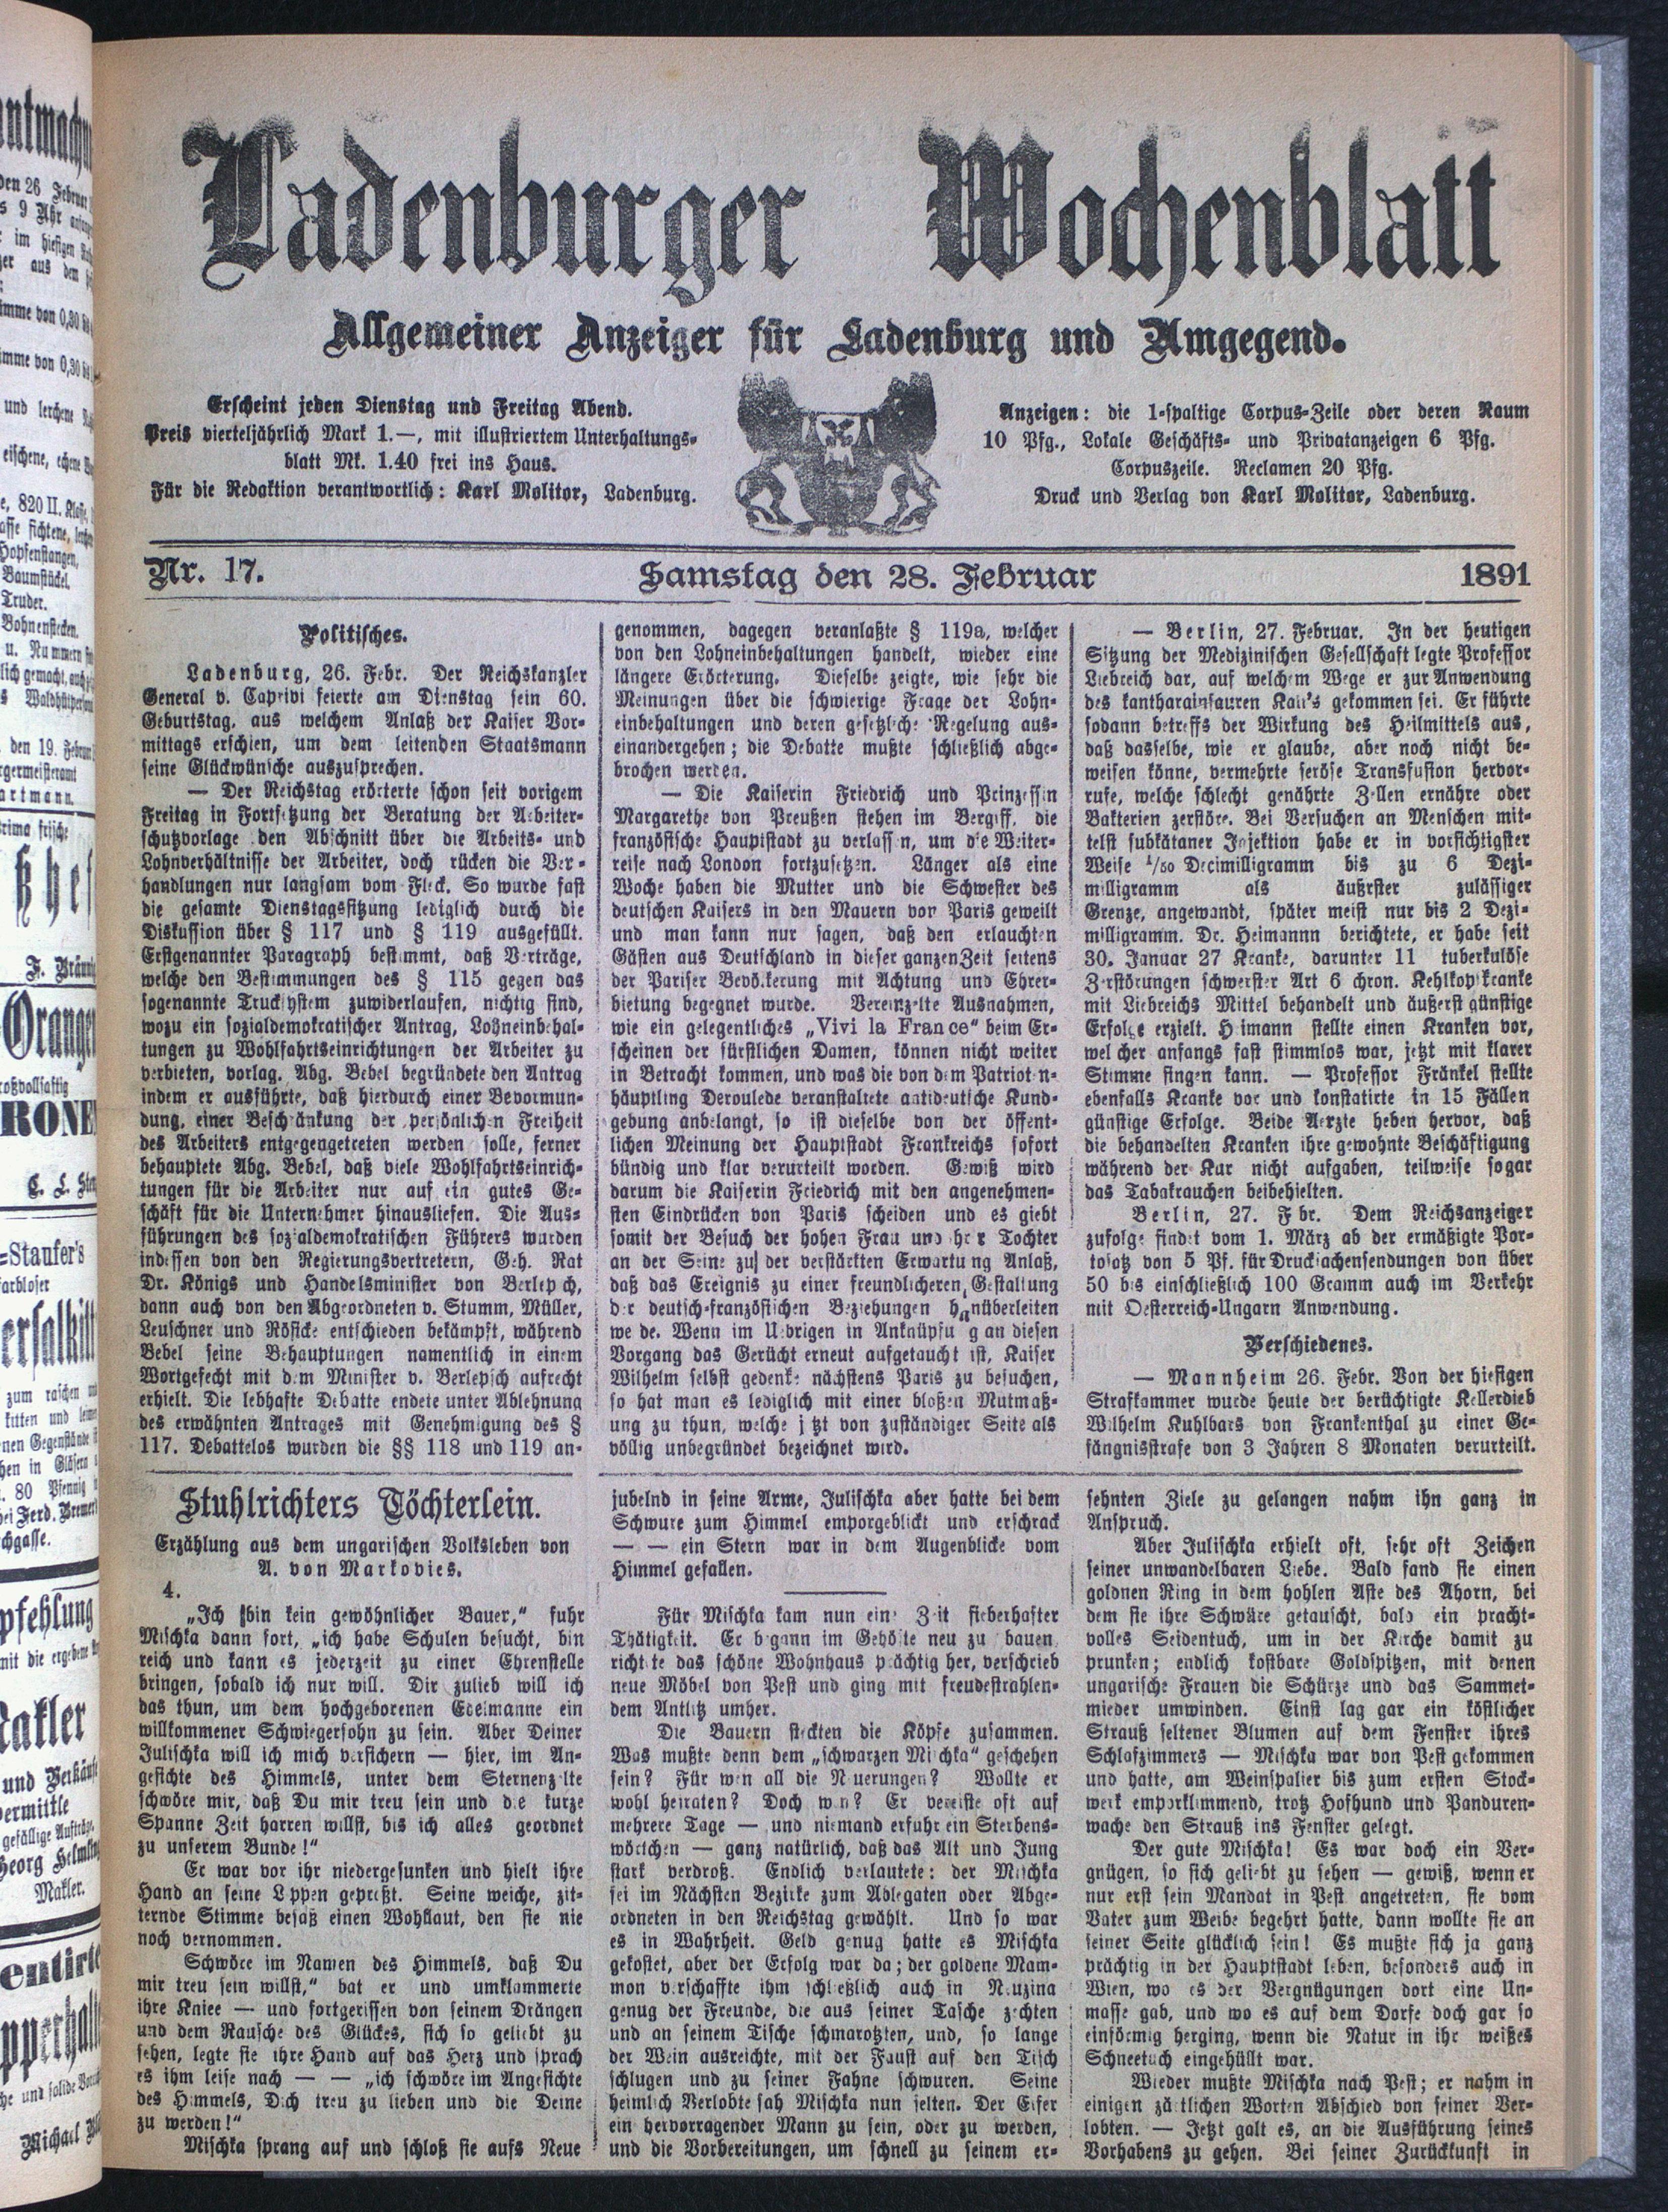 Ladenburger Wochenblatt
Allgemeiner Anzeiger für Ladenburg und Umgegend.
Erscheint jeden Dienstag und Freitag Abend.
Preis vierteljährlich Mark 1.—, mit illustriertem Unterhaltungs-
blatt Mk. 1.40 frei ins Haus.
Für die Redaktion verantwortlich: Karl Molitor, Ladenburg.
Anzeigen: die 1-spaltige Corpus-Zeile oder deren Raum
10 Pfg., Lokale Geschäfts- und Privatanzeigen 6 Pfg.
Corpuszeile. Reclamen 20 Pfg.
Druck und Verlag von Karl Molitor, Ladenburg.
Nr. 17.
Samstag den 28. Februar
1891
Politisches.
Ladenburg, 26. Febr. Der Reichskanzler
General v. Caprivi feierte am Dienstag sein 60.
Geburtstag, aus welchem Anlaß der Kaiser Vor-
mittags erschien, um dem leitenden Staatsmann
seine Glückwünsche auszusprechen.
— Der Reichstag erörterte schon seit vorigem
Freitag in Fortsetzung der Beratung der Arbeiter-
schutzvorlage den Abschnitt über die Arbeits- und
Lohnverhältnisse der Arbeiter, doch rücken die Ver-
handlungen nur langsam vom Fleck. So wurde fast
die gesamte Dienstagssitzung lediglich durch die
Diskussion über § 117 und § 119 ausgefüllt.
Erstgenannter Paragraph bestimmt, daß Verträge,
welche den Bestimmungen des § 115 gegen das
sogenannte Trucksystem zuwiderlaufen, nichtig sind,
wozu ein sozialdemokratischer Antrag, Lohneinbehal-
tungen zu Wohlfahrtseinrichtungen der Arbeiter zu
verbieten, vorlag. Abg. Bebel begründete den Antrag
indem er ausführte, daß hierdurch einer Bevormun-
dung, einer Beschränkung der persönlichen Freiheit
des Arbeiters entgegengetreten werden solle, ferner
behauptete Abg. Bebel, daß viele Wohlfahrtseinrich-
tungen für die Arbeiter nur auf ein gutes Ge-
schäft für die Unternehmer hinausliefen. Die Aus-
führungen des sozialdemokratischen Führers wurden
indessen von den Regierungsvertretern, Geh. Rat
Dr. Königs und Handelsminister von Berlepsch,
dann auch von den Abgeordneten v. Stumm, Müller,
Leuschner und Rösicke entschieden bekämpft, während
Bebel seine Behauptungen namentlich in einem
Wortgefecht mit dem Minister v. Berlepsch aufrecht
erhielt. Die lebhafte Debatte endete unter Ablehnung
des erwähnten Antrages mit Genehmigung des §
117. Debattelos wurden die §§ 118 und 119 an-
genommen, dagegen veranlaßte § 119a, welcher
von den Lohneinbehaltungen handelt, wieder eine
längere Erörterung. Dieselbe zeigte, wie sehr die
Meinungen über die schwierige Frage der Lohn-
einbehaltungen und deren gesetzliche Regelung aus-
einandergehen; die Debatte mußte schließlich abge-
brochen werden.
— Die Kaiserin Friedrich und Prinzessin
Margarethe von Preußen stehen im Bergiff, die
französische Hauptstadt zu verlassen, um die Weiter-
reise nach London fortzusetzen. Länger als eine
Woche haben die Mutter und die Schwester des
deutschen Kaisers in den Mauern vor Paris geweilt
und man kann nur sagen, daß den erlauchten
Gästen aus Deutschland in dieser ganzen Zeit seitens
der Pariser Bevölkerung mit Achtung und Ehrer-
bietung begegnet wurde. Vereinzelte Ausnahmen,
wie ein gelegentliches „Vivi la France“ beim Er-
scheinen der fürstlichen Damen, können nicht weiter
in Betracht kommen, und was die von dem Patrioten-
häuptling Deroulede veranstaltete antideutsche Kund-
gebung anbelangt, so ist dieselbe von der öffent-
lichen Meinung der Hauptstadt Frankreichs sofort
bündig und klar verurteilt worden. Gewiß wird
darum die Kaiserin Friedrich mit den angenehmen-
sten Eindrücken von Paris scheiden und es giebt
somit der Besuch der hohen Frau und ihrer Tochter
an der Seine zu der verstärkten Erwartung Anlaß,
daß das Ereignis zu einer freundlicheren Gestaltung
der deutsch-französischen Beziehungen hanüberleiten
werde. Wenn im Uebrigen in Anknüpfung an diesen
Vorgang das Gerücht erneut aufgetaucht ist, Kaiser
Wilhelm selbst gedenke nächstens Paris zu besuchen,
so hat man es lediglich mit einer bloßen Mutmaß-
ung zu thun, welche jetzt von zuständiger Seite als
völlig unbegründet bezeichnet wird.
— Berlin, 27. Februar. In der heutigen
Sitzung der Medizinischen Gesellschaft legte Professor
Liebreich dar, auf welchem Wege er zur Anwendung
des kantharainsauren Kali's gekommen sei. Er führte
sodann betreffs der Wirkung des Heilmittels aus,
daß dasselbe, wie er glaube, aber noch nicht be-
weisen könne, vermehrte seröse Transfusion hervor-
rufe, welche schlecht genährte Zellen ernähre oder
Bakterien zerstöre. Bei Versuchen an Menschen mit-
telst subkätaner Injektion habe er in vorsichtigster
Weise 1/50 Decimilligramm bis zu 6 Dezi-
milligramm als äußrster zulässiger
Grenze, angewandt, später meist nur bis 2 Dezi-
milligramm. Dr. Heimannn berichtete, er habe seit
30. Januar 27 Kranke, darunter 11 tuberkulöse
Zerstörungen schwerster Art 6 chron. Kehlkopfkranke
mit Liebreichs Mittel behandelt und äußerst günstige
Erfolge erzielt. Heimann stellte einen Kranken vor,
welcher anfangs fast stimmlos war, jetzt mit klarer
Stimme singen kann. — Professor Fränkel stellte
ebenfalls Kranke vor und konstatirte in 15 Fällen
günstige Erfolge. Beide Aerzte heben hervor, daß
die behandelten Kranken ihre gewohnte Beschäftigung
während der Kur nicht aufgaben, teilweise sogar
das Tabakrauchen beibehielten.
Berlin, 27. Febr. Dem Reichsanzeiger
zufolge findet vom 1. März ab der ermäßigte Por-
tosatz von 5 Pf. für Drucksachensendungen von über
50 bis einschließlich 100 Gramm auch im Verkehr
mit Oesterreich-Ungarn Anwendung.
Verschiedenes.
— Mannheim 26. Febr. Von der hiesigen
Strafkammer wurde heute der berüchtigte Kellerdieb
Wilhelm Kuhlbars von Frankenthal zu einer Ge-
fängnisstrafe von 3 Jahren 8 Monaten verurteilt.
Stuhlrichters Töchterlein.
Erzählung aus dem ungarischen Volksleben von
A. von Markovies.
4.
„Ich bin kein gewöhnlicher Bauer,“ fuhr
Mischka dann fort, „ich habe Schulen besucht, bin
reich und kann es jederzeit zu einer Ehrenstelle
bringen, sobald ich nur will. Dir zulieb will ich
das thun, um dem hochgeborenen Edelmanne ein
willkommener Schwiegersohn zu sein. Aber Deiner
Julischka will ich mich versichern — hier, im An-
gesichte des Himmels, unter dem Sternenzelte
schwöre mir, daß Du mir treu sein und die kurze
Spanne Zeit harren willst, bis ich alles geordnet
zu unserem Bunde!“
Er war vor ihr niedergesunken und hielt ihre
Hand an seine Lippen gepreßt. Seine weiche, zit-
ternde Stimme besaß einen Wohllaut, den sie nie
noch vernommen.
Schwöre im Namen des Himmels, daß Du
mir treu sein willst,“ bat er und umklammerte
ihre Kniee — und fortgerissen von seinem Drängen
und dem Rausche des Glückes, sich so geliebt zu
sehen, legte sie ihre Hand auf das Herz und sprach
es ihm leise nach — — „ich schwöre im Angesichte
des Himmels, Dich treu zu lieben und die Deine
zu werden!“
Mischka sprang auf und schloß sie aufs Neue
jubelnd in seine Arme, Julischka aber hatte bei dem
Schwure zum Himmel emporgeblickt und erschrack
— — ein Stern war in dem Augenblicke vom
Himmel gefallen.
Für Mischka kam nun eine Zeit fieberhafter
Thätigkeit. Er begann im Gehöfte neu zu bauen,
richtete das schöne Wohnhaus prächtig her, verschrieb
neue Möbel von Pest und ging mit freudestrahlen-
dem Antlitz umher.
Die Bauern steckten die Köpfe zusammen.
Was mußte denn dem „schwarzen Mischka“ geschehen
sein? Für wen all die Neuerungen? Wollte er
wohl heiraten? Doch wen? Er verreiste oft auf
mehrere Tage — und niemand erfuhr ein Sterbens-
wörtchen — ganz natürlich, daß das Alt und Jung
stark verdroß. Endlich verlautete: der Mischka
sei im Nächsten Bezirke zum Ablegaten oder Abge-
ordneten in den Reichstag gewählt. Und so war
es in Wahrheit. Geld genug hatte es Mischka
gekostet, aber der Erfolg war da; der goldene Mam-
mon verschaffte ihm schließlich auch in Neuzina
genug der Freunde, die aus seiner Tasche zechten
und an seinem Tische schmarotzten, und, so lange
der Wein ausreichte, mit der Faust auf den Tisch
schlugen und zu seiner Fahne schwuren. Seine
heimlich Verlobte sah Mischka nun selten. Der Eifer
ein hervorragender Mann zu sein, oder zu werden,
und die Vorbereitungen, um schnell zu seinem er-
sehnten Ziele zu gelangen nahm ihn ganz in
Anspruch.
Aber Julischka erhielt oft, sehr oft Zeichen
seiner unwandelbaren Liebe. Bald fand sie einen
goldnen Ring in dem hohlen Aste des Ahorn, bei
dem sie ihre Schwüre getauscht, bald ein pracht-
volles Seidentuch, um in der Kirche damit zu
prunken; endlich kostbare Goldspitzen, mit denen
ungarische Frauen die Schürze und das Sammet-
mieder umwinden. Einst lag gar ein köstlicher
Strauß seltener Blumen auf dem Fenster ihres
Schlafzimmers — Mischka war von Pest gekommen
und hatte, am Weinspalier bis zum ersten Stock-
werk emporklimmend, trotz Hofhund und Panduren-
wache den Strauß ins Fenster gelegt.
Der gute Mischka! Es war doch ein Ver-
gnügen, so sich geliebt zu sehen — gewiß, wenn er
nur erst sein Mandat in Pest angetreten, sie vom
Vater zum Weibe begehrt hatte, dann wollte sie an
seiner Seite glücklich sein! Es mußte sich ja ganz
prächtig in der Hauptstadt leben, besonders auch in
Wien, wo es der Vergnügungen dort eine Un-
masse gab, und wo es auf dem Dorfe doch gar so
einförmig herging, wenn die Natur in ihr weißes
Schneetuch eingehüllt war.
Wieder mußte Mischka nach Pest; er nahm in
einigen zärtlichen Worten Abschied von seiner Ver-
lobten. — Jetzt galt es, an die Ausführung seines
Vorhabens zu gehen. Bei seiner Zurückkunft in